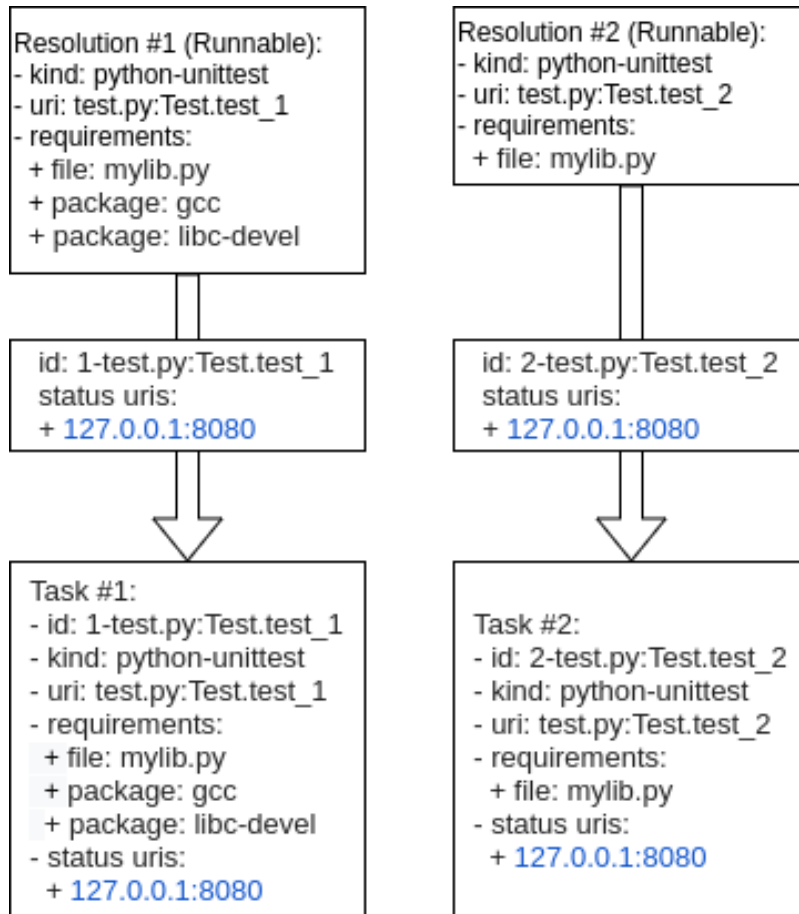 Resolution #1 (Runnable):
- kind: python-unittest
- uri: test.py:Test.test_1
- requirements:
+ file: mylib.py
+ package: gcc
+ package: libc-devel
id: 1-test.py:Test.test_1
status uris:
+ 127.0.0.1:8080
Task #1:
- id: 1-test.py:Test.test_1
- kind: python-unittest
- uri: test.py:Test.test_1
- requirements:
+ file: mylib.py
+ package: gcc
+ package: libc-devel
- status uris:
+ 127.0.0.1:8080
Resolution #2 (Runnable):
- kind: python-unittest
- uri: test.py:Test.test_2
- requirements:
+ file: mylib.py
id: 2-test.py:Test.test_2
status uris:
+ 127.0.0.1:8080
Task #2:
- id: 2-test.py:Test.test_2
- kind: python-unittest
- uri: test.py:Test.test_2
- requirements:
+ file: mylib.py
- status uris:
+ 127.0.0.1:8080